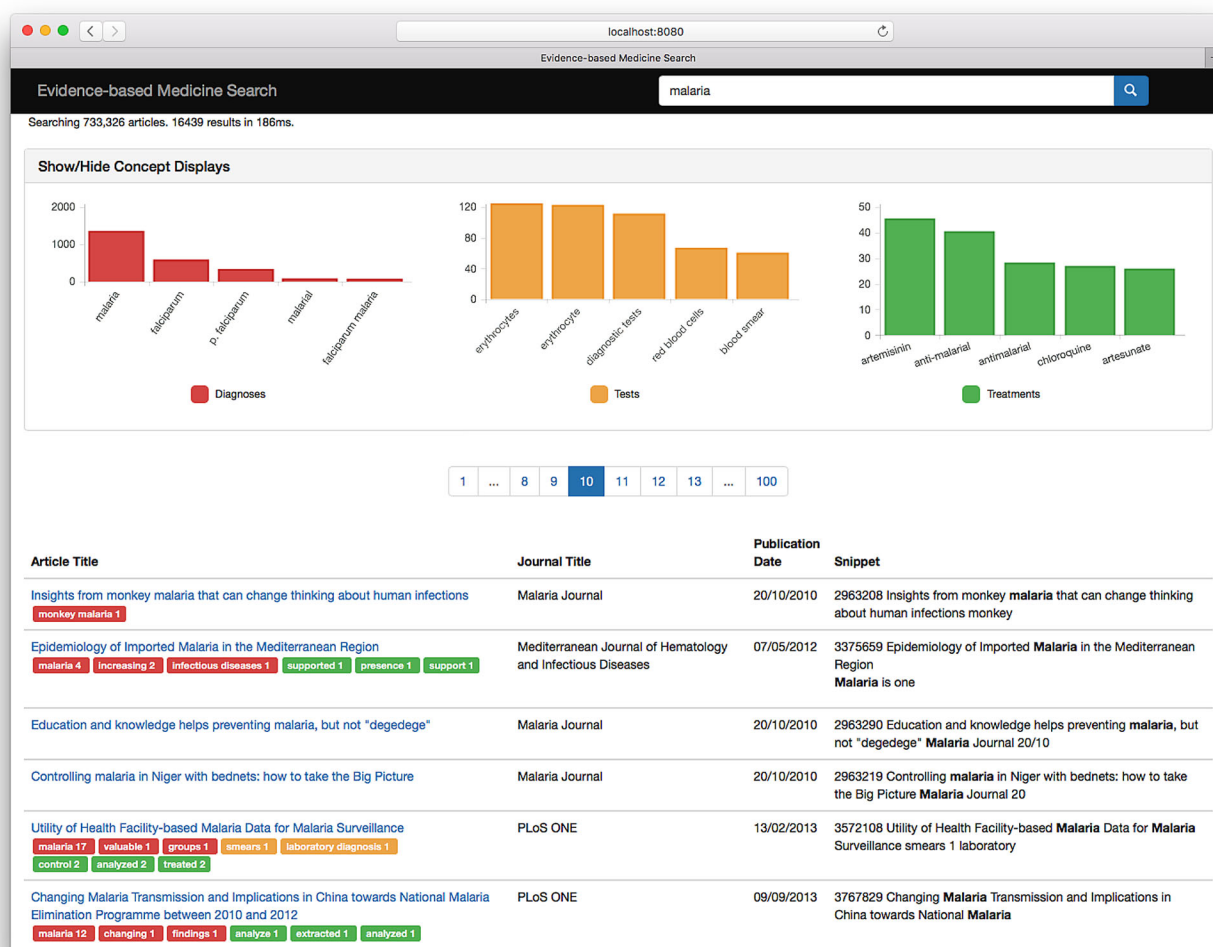 localhost:8080
Evidence-based Medicine Search
Evidence-based Medicine Search
malaria
Searching 733,326 articles. 16439 results in 186ms.
Show/Hide Concept Displays
2000
1000
0
malaria
falciparum
p. falciparum
malarial
falciparum malaria
Diagnoses
120
80
40
0
erythrocytes
erythrocyte
diagnostic tests
red blood cells
blood smear
Tests
50
40
30
20
10
0
artemisinin
anti-malarial
antimalarial
chloroquine
artesunate
Treatments
1 ... 8 9 10 11 12 13 ... 100
Article Title Journal Title Publication Date Snippet
Insights from monkey malaria that can change thinking about human infections
monkey malaria 1
Malaria Journal
20/10/2010
2963208 Insights from monkey malaria that can change thinking
about human infections monkey
Epidemiology of Imported Malaria in the Mediterranean Region
malaria 4 increasing 2 infectious diseases 1 supported 1 presence 1 support 1
Mediterranean Journal of Hematology
and Infectious Diseases
07/05/2012
3375659 Epidemiology of Imported Malaria in the Mediterranean
Region
Malaria is one
Education and knowledge helps preventing malaria, but not "degedege"
Malaria Journal
20/10/2010
2963290 Education and knowledge helps preventing malaria, but
not "degedege" Malaria Journal 20/10
Controlling malaria in Niger with bednets: how to take the Big Picture
Malaria Journal
20/10/2010
2963219 Controlling malaria in Niger with bednets: how to take
the Big Picture Malaria Journal 20
Utility of Health Facility-based Malaria Data for Malaria Surveillance
malaria 17 valuable 1 groups 1 smears 1 laboratory diagnosis 1
control 2 analyzed 2 treated 2
PLoS ONE
13/02/2013
3572108 Utility of Health Facility-based Malaria Data for Malaria
Surveillance smears 1 laboratory
Changing Malaria Transmission and Implications in China towards National Malaria
Elimination Programme between 2010 and 2012
malaria 12 changing 1 findings 1 analyze 1 extracted 1 analyzed 1
PLoS ONE
09/09/2013
3767829 Changing Malaria Transmission and Implications in
China towards National Malaria